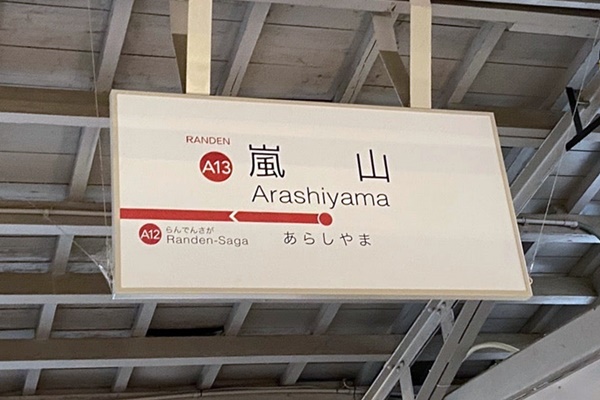 RANDEN
A13 嵐山
Arashiyama
A12 らんでんさが
Randen-Saga
あらしやま